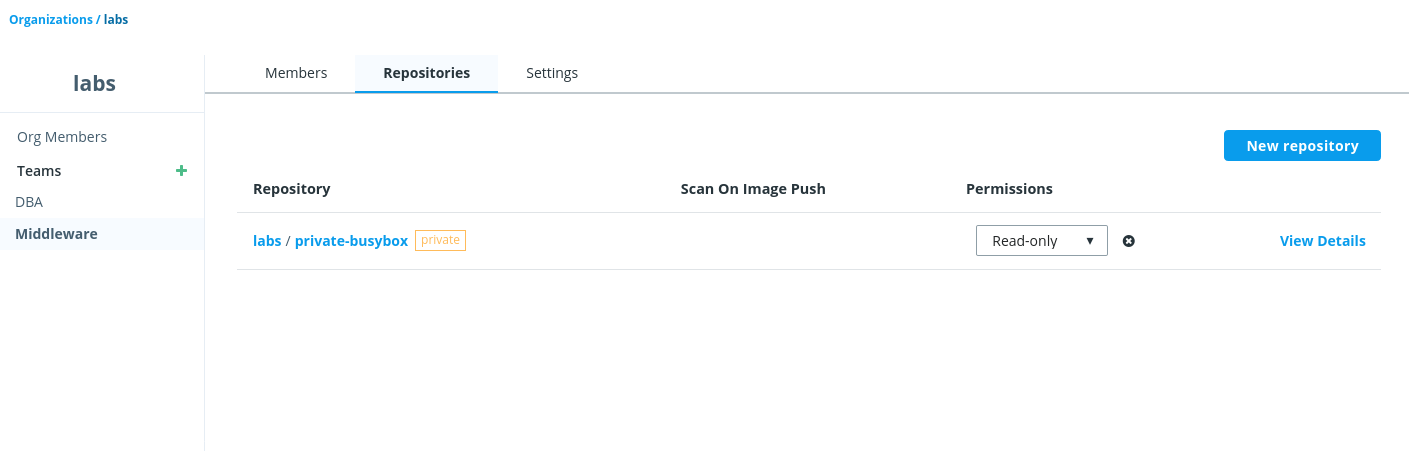 Organizations / labs
labs
Org Members
Teams +
DBA
Middleware
Members Repositories Settings
New repository
Repository Scan On Image Push Permissions
labs / private-busybox private Read-only ▼ View Details